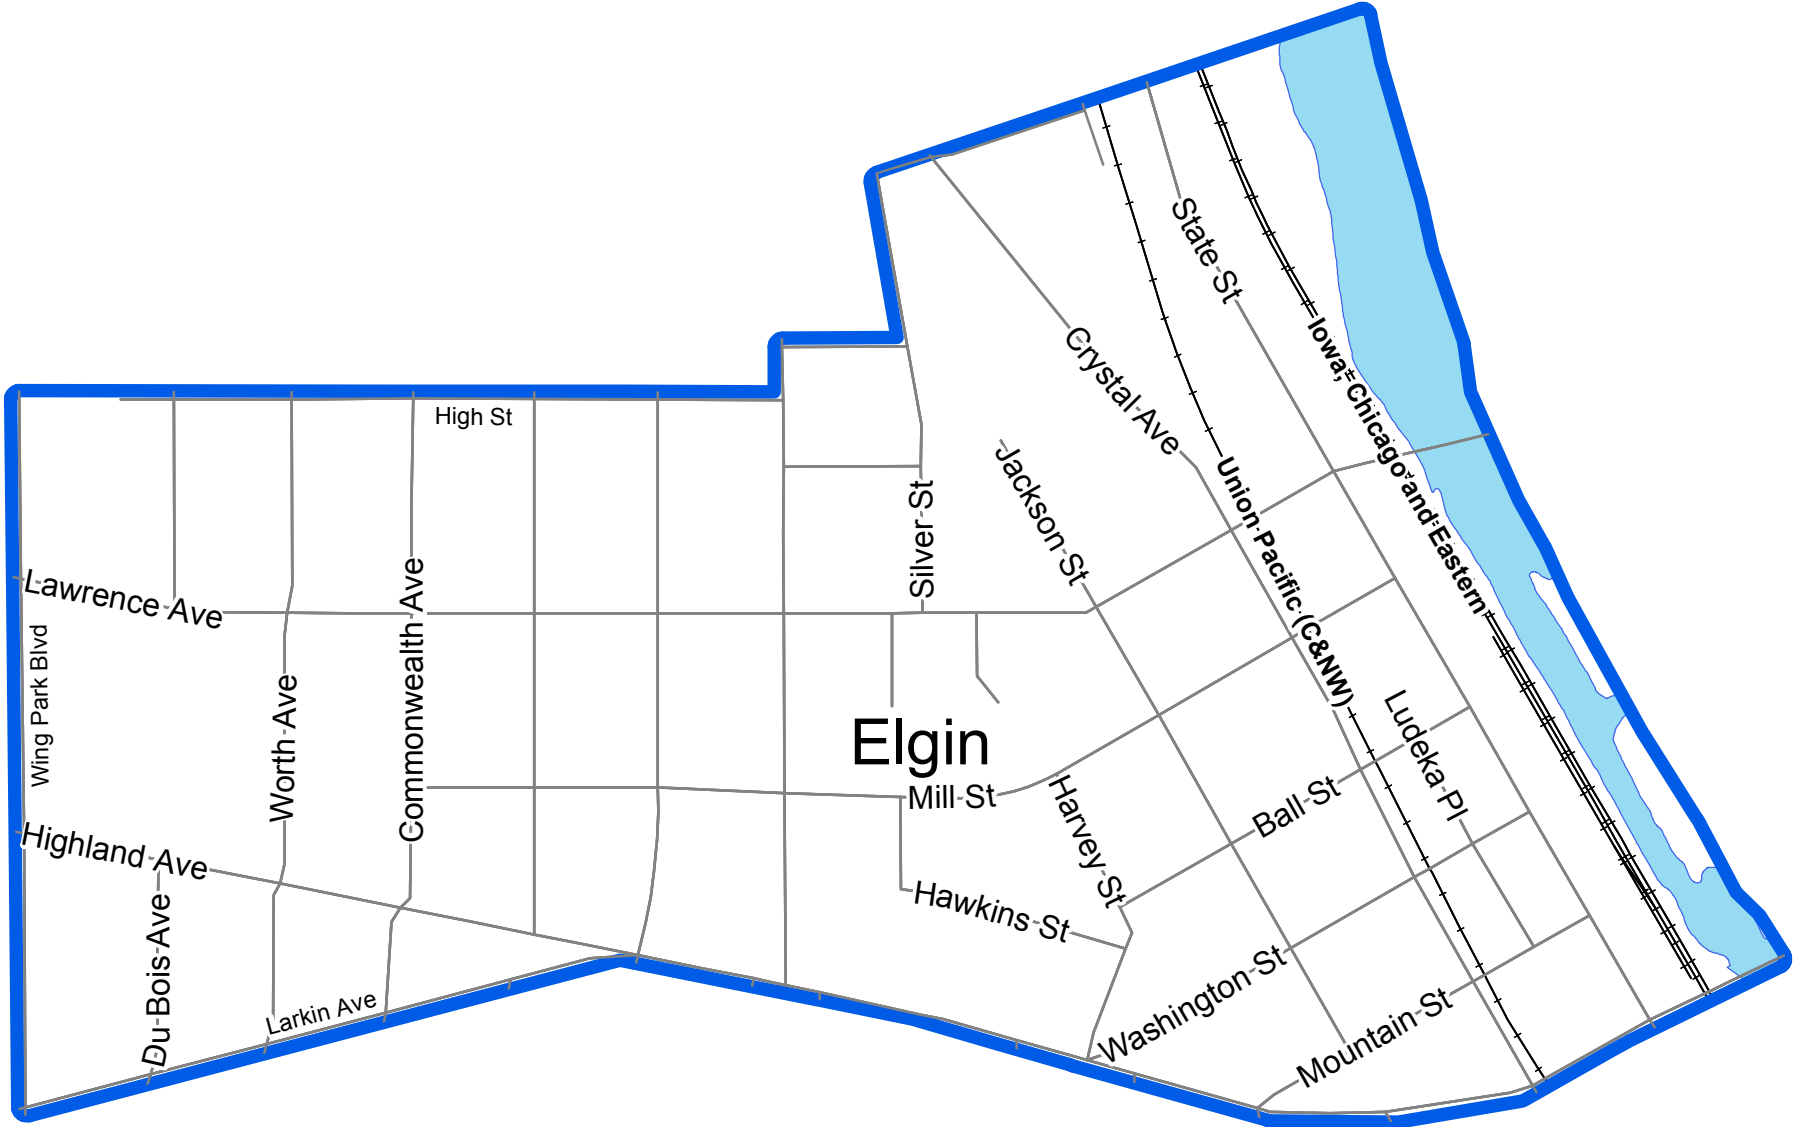 State St
Iowa, Chicago and Eastern
Crystal Ave
High St
Jackson St
Union Pacific (C&NW)
Silver St
Lawrence Ave
Commonwealth Ave
Wing Park Blvd
Worth Ave
Elgin
Ludeka Pl
Mill St
Harvey St
Ball St
Highland Ave
Hawkins St
Du Bois Ave
Washington St
Larkin Ave
Mountain St